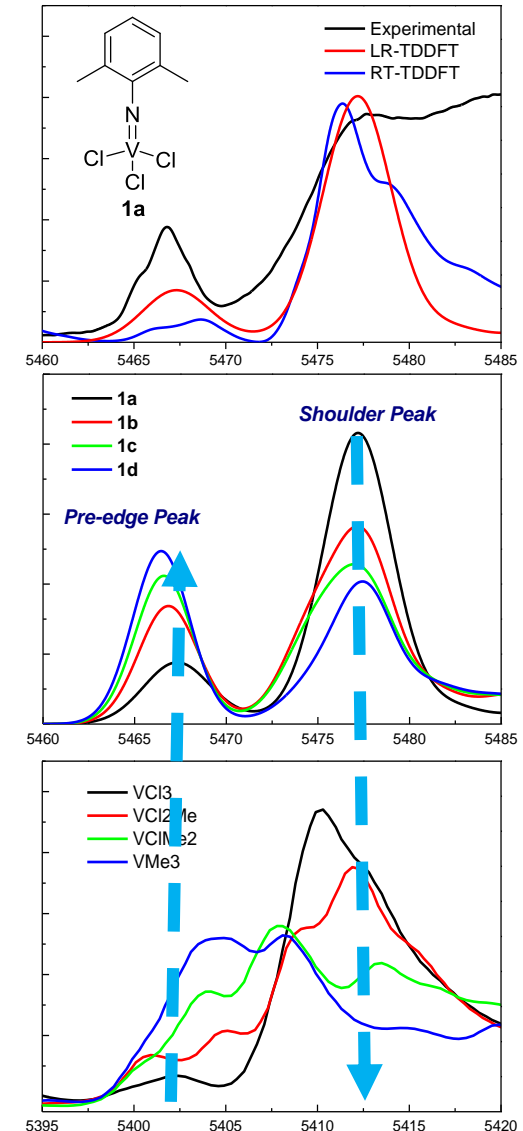 Experimental
LR-TDDFT
RT-TDDFT
N
V
Cl
Cl
Cl
1a
5460 5465 5470 5475 5480 5485
1a
1b
1c
1d
Shoulder Peak
Pre-edge Peak
5460 5465 5470 5475 5480 5485
VCl3
VCl2Me
VClMe2
VMe3
5395 5400 5405 5410 5415 5420